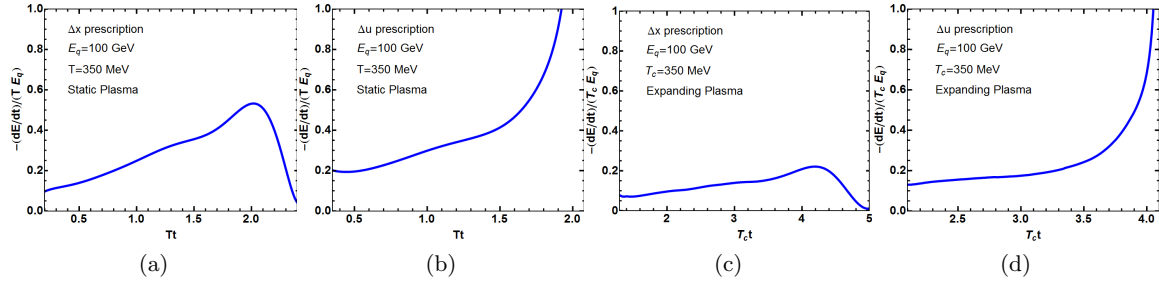 Δx prescription
E_q=100 GeV
T=350 MeV
Static Plasma
-(dE/dt)/(T E_q)
0.0
0.2
0.4
0.6
0.8
1.0
0.5
1.0
1.5
2.0
Tt
(a)
Δu prescription
E_q=100 GeV
T=350 MeV
Static Plasma
-(dE/dt)/(T E_q)
0.0
0.2
0.4
0.6
0.8
1.0
0.5
1.0
1.5
2.0
Tt
(b)
Δx prescription
E_q=100 GeV
T_c=350 MeV
Expanding Plasma
-(dE/dt)/(T_c E_q)
0
0.2
0.4
0.6
0.8
1
2
3
4
5
T_c t
(c)
Δu prescription
E_q=100 GeV
T_c=350 MeV
Expanding Plasma
-(dE/dt)/(T_c E_q)
0.0
0.2
0.4
0.6
0.8
1.0
2.5
3.0
3.5
4.0
T_c t
(d)